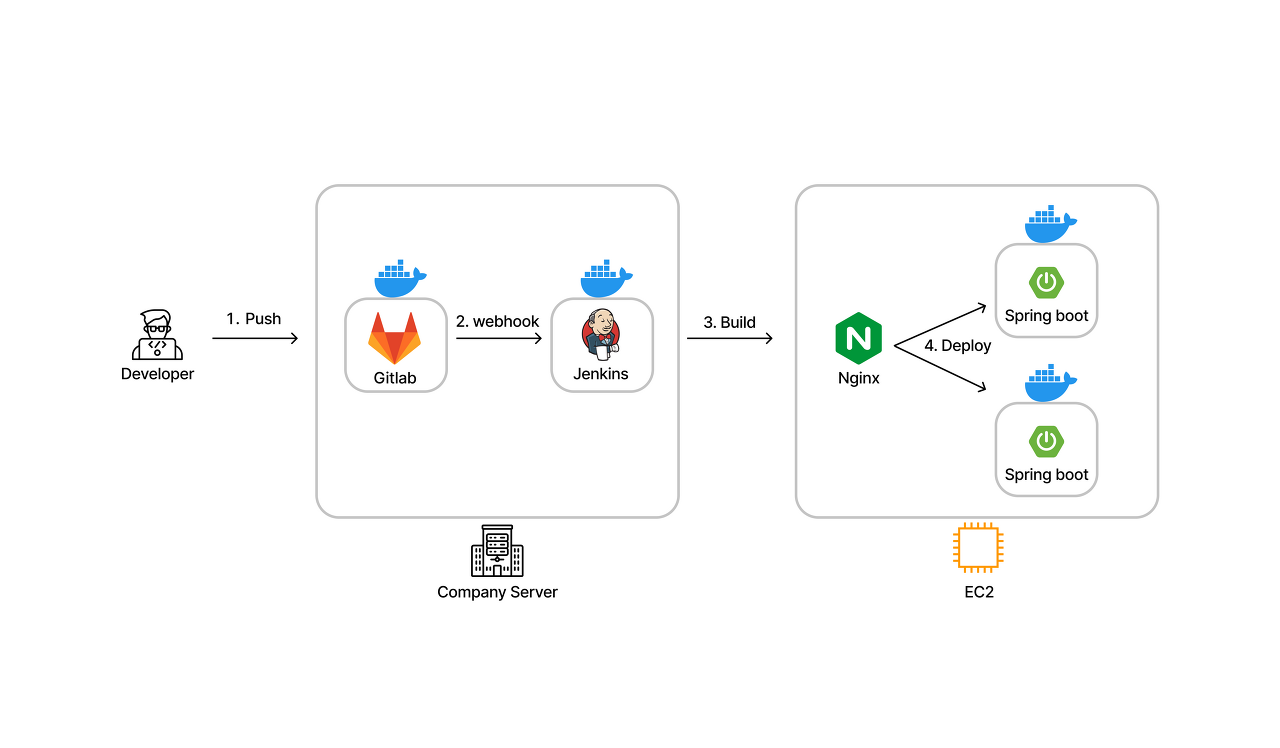 1. Push
Developer
Gitlab
2. webhook
Jenkins
Company Server
3. Build
N
Nginx
4. Deploy
Spring boot
Spring boot
EC2